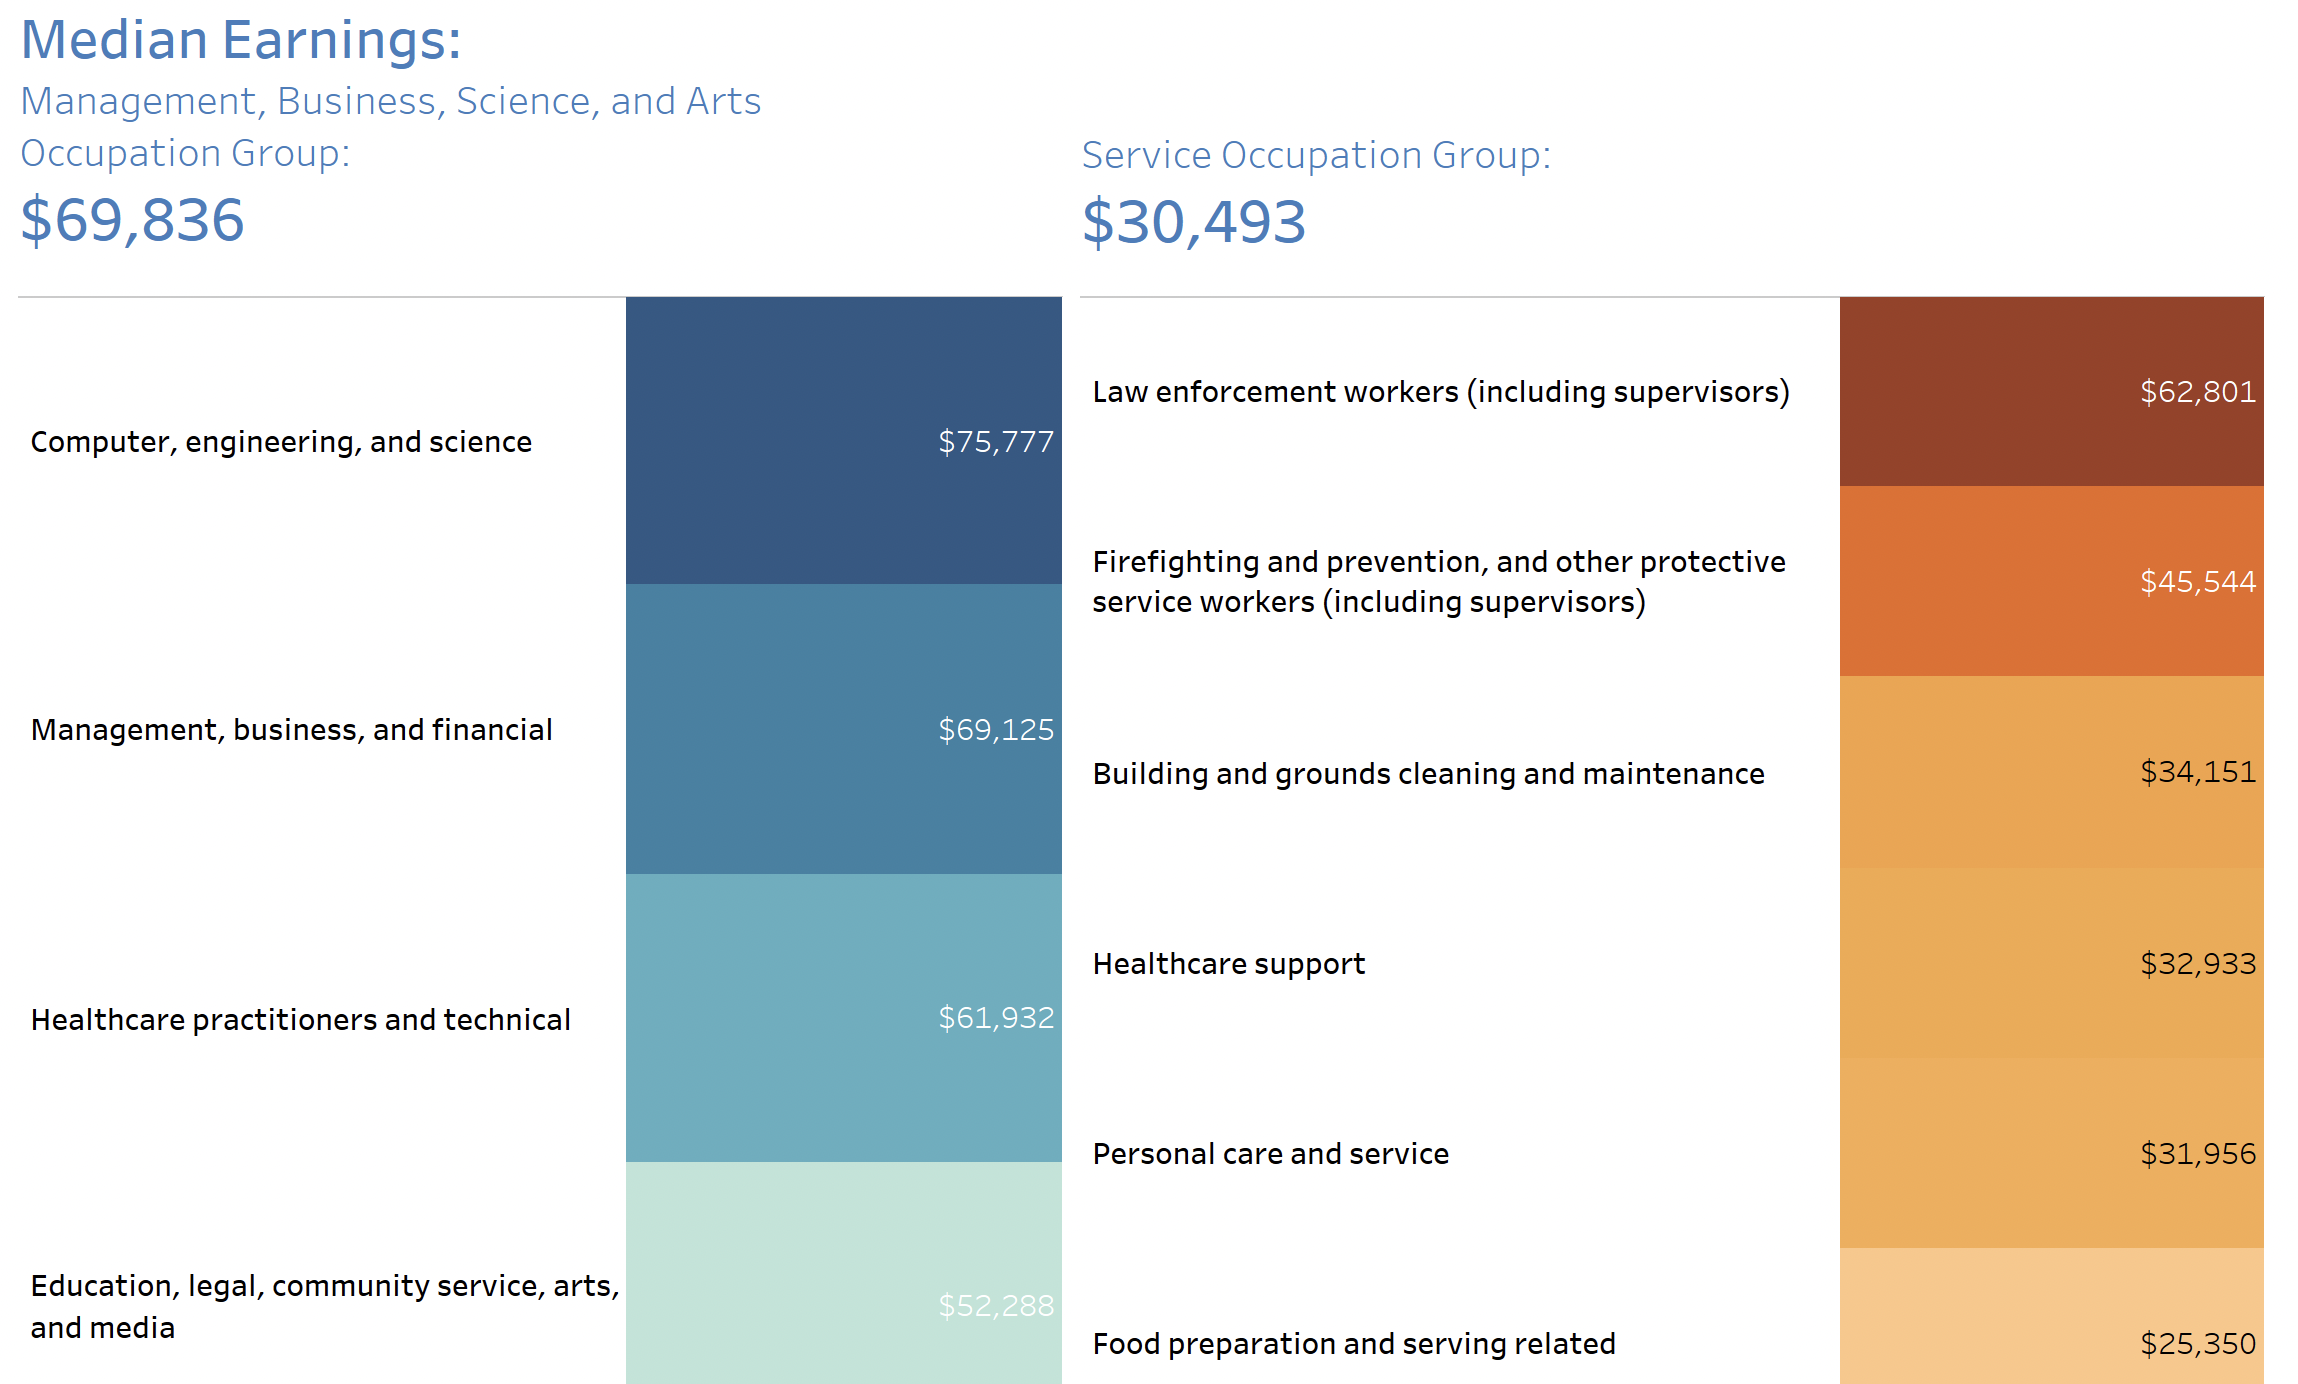 Median Earnings:
Management, Business, Science, and Arts
Occupation Group:
$69,836
Computer, engineering, and science
$75,777
Management, business, and financial
$69,125
Healthcare practitioners and technical
$61,932
Education, legal, community service, arts,
and media
$52,288
Service Occupation Group:
$30,493
Law enforcement workers (including supervisors)
$62,801
Firefighting and prevention, and other protective
service workers (including supervisors)
$45,544
Building and grounds cleaning and maintenance
$34,151
Healthcare support
$32,933
Personal care and service
$31,956
Food preparation and serving related
$25,350